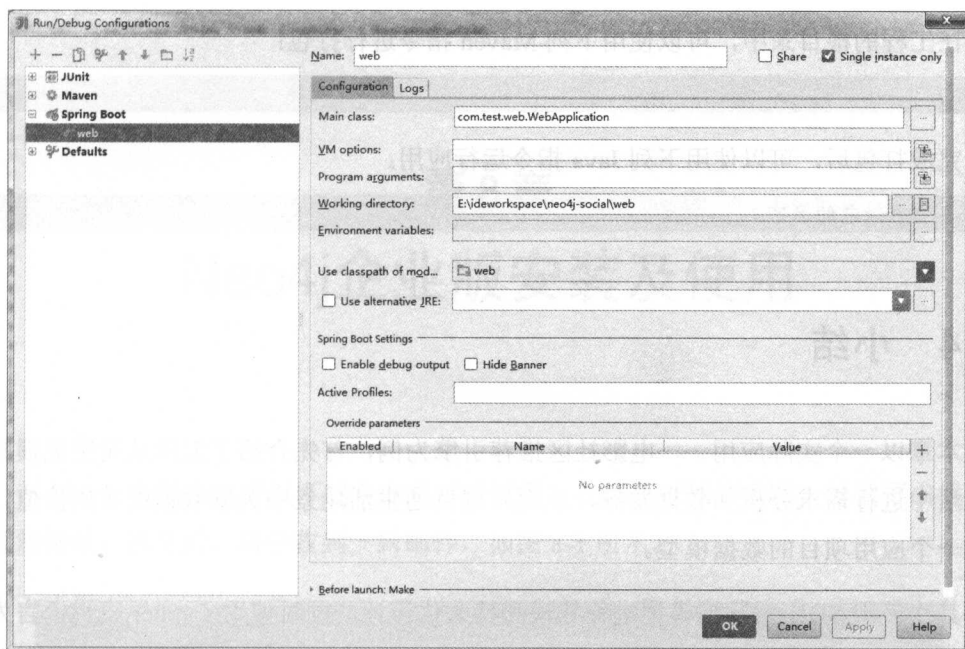 Run/Debug Configurations
JUnit
Maven
Spring Boot
web
Defaults
Name: web
Share
Single instance only
Configuration Logs
Main class: com.test.web.WebApplication
VM options:
Program arguments:
Working directory: E:\ideworkspace\neo4j-social\web
Environment variables:
Use classpath of mod... web
Use alternative JRE:
Spring Boot Settings
Enable debug output Hide Banner
Active Profiles:
Override parameters
Enabled Name Value
No parameters
Before launch: Make
OK Cancel Apply Help